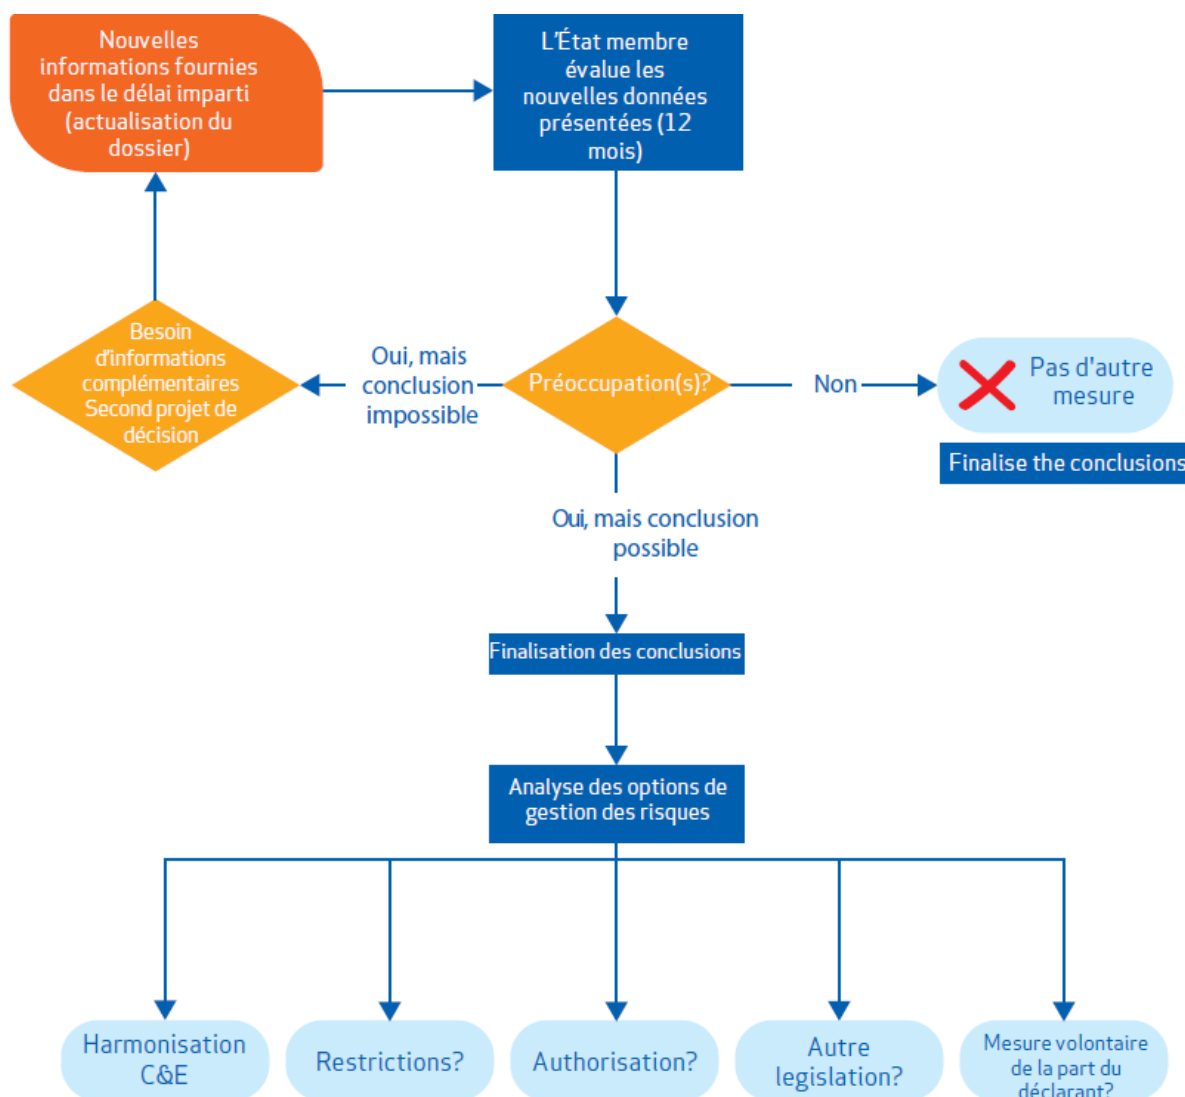 Nouvelles
informations fournies
dans le délai imparti
(actualisation du
dossier)
L'État membre
évalue les
nouvelles données
présentées (12
mois)
Besoin
d'informations
complémentaires
Second projet de
décision
Oui, mais
conclusion
impossible
Préoccupation(s)?
Non
Pas d'autre
mesure
Finalise the conclusions
Oui, mais conclusion
possible
Finalisation des conclusions
Analyse des options de
gestion des risques
Harmonisation
C&E
Restrictions?
Authorisation?
Autre
legislation?
Mesure volontaire
de la part du
déclarant?